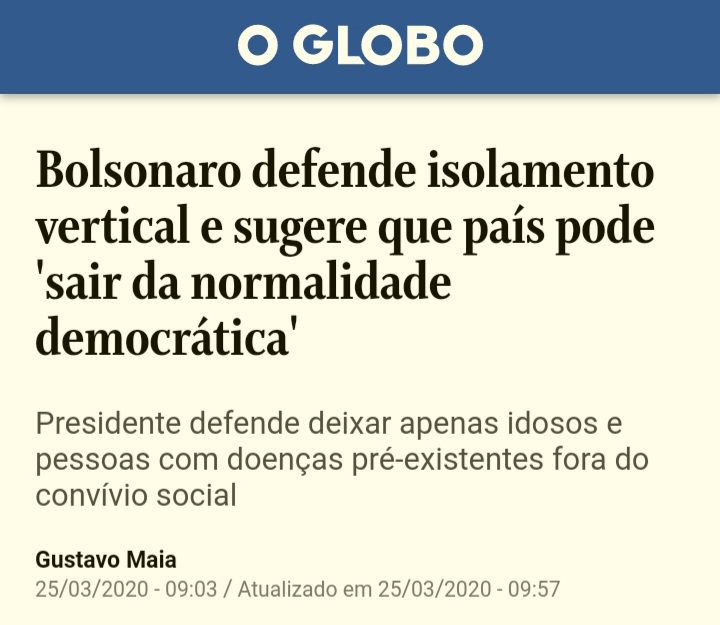 O GLOBO
Bolsonaro defende isolamento
vertical e sugere que país pode
'sair da normalidade
democrática'
Presidente defende deixar apenas idosos e
pessoas com doenças pré-existentes fora do
convívio social
Gustavo Maia
25/03/2020 - 09:03 / Atualizado em 25/03/2020 - 09:57